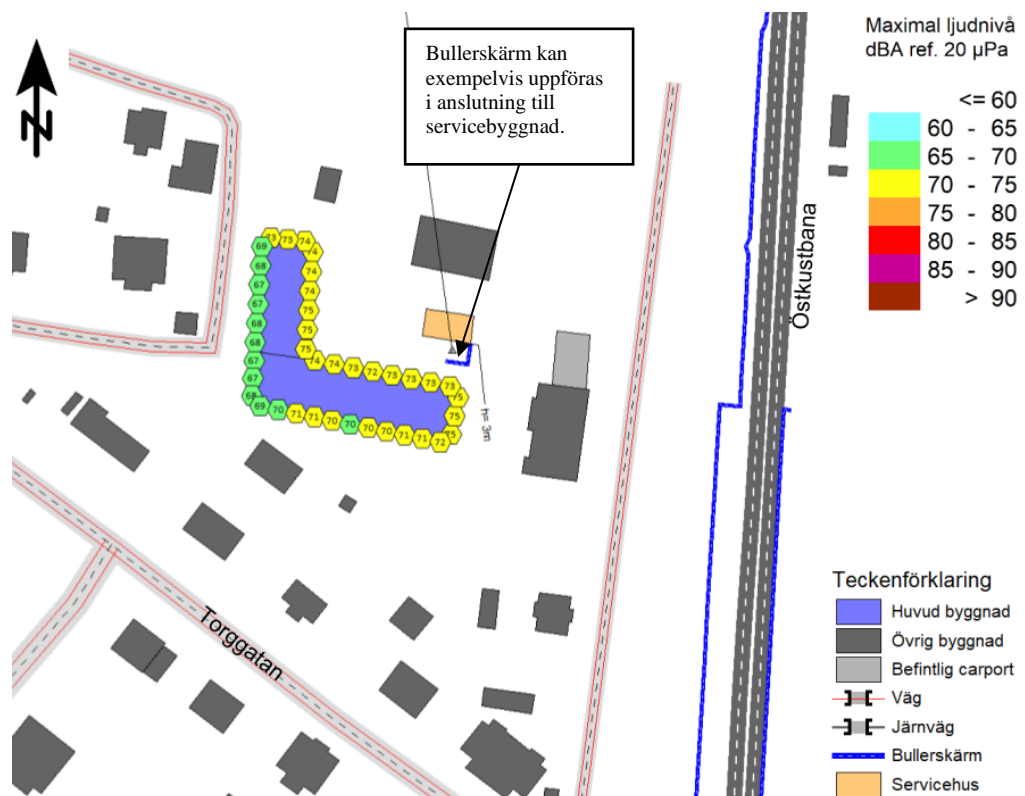 Bullerskärm kan
exempelvis uppföras
i anslutning till
servicebyggnad.
Maximal ljudnivå
dBA ref. 20 µPa
<= 60
60 - 65
65 - 70
70 - 75
75 - 80
80 - 85
85 - 90
> 90
N
Östkustbana
Torggatan
h= 3m
73 73 74
69 74
68 74
67 74
67 75
68 75
68 75
67 74 74 73 72 73 73 73 73
67 75
68 75
69 70 71 71 70 70 70 70 71 71 72 75
Teckenförklaring
Huvud byggnad
Övrig byggnad
Befintlig carport
Väg
Järnväg
Bullerskärm
Servicehus